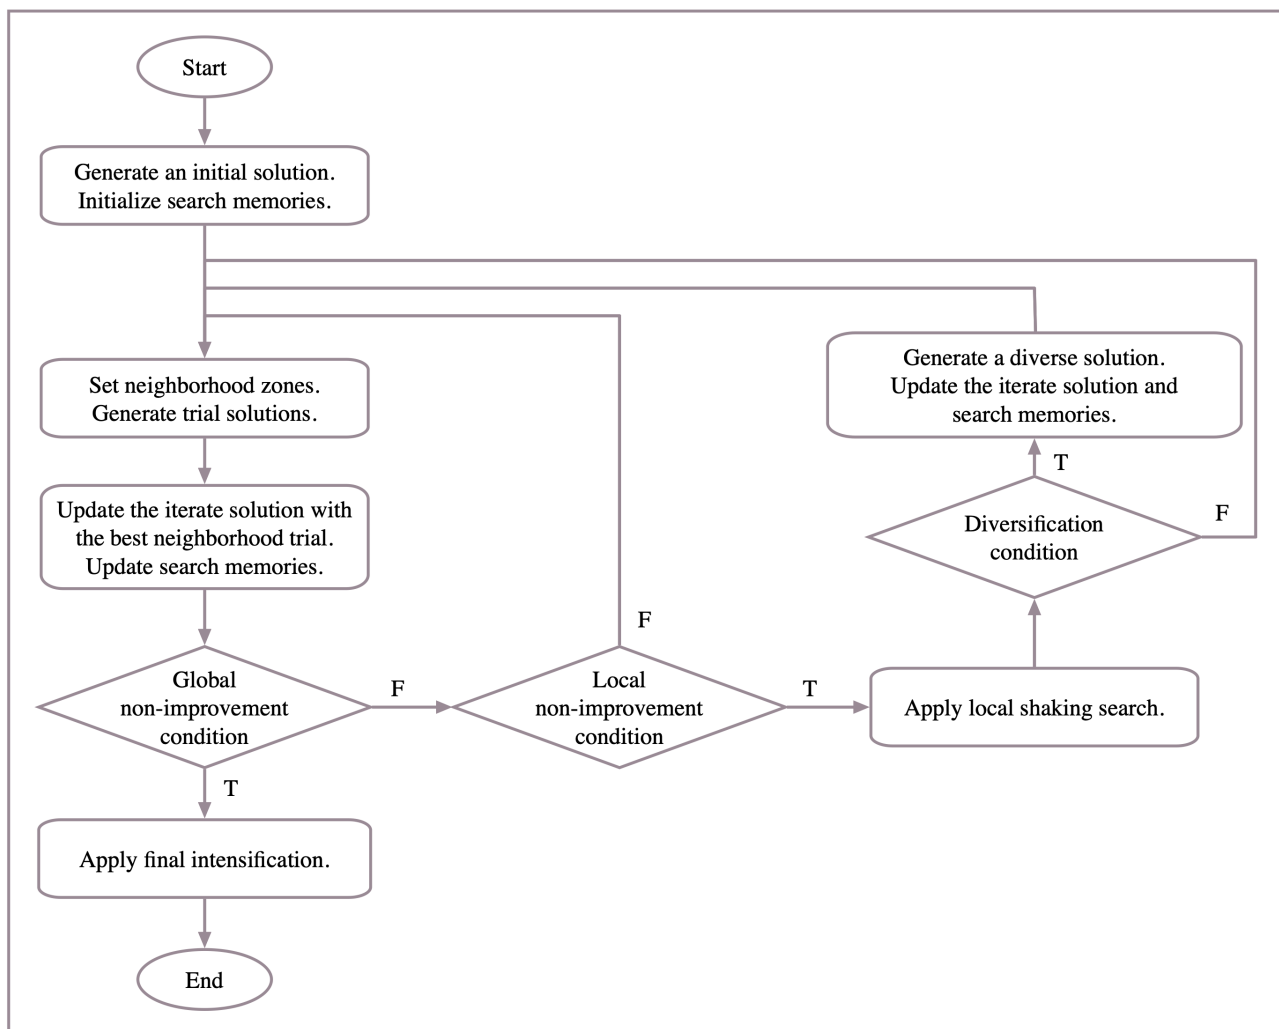 Start
Generate an initial solution.
Initialize search memories.
Set neighborhood zones.
Generate trial solutions.
Update the iterate solution with
the best neighborhood trial.
Update search memories.
Global
non-improvement
condition
F
T
Local
non-improvement
condition
F
T
Apply local shaking search.
Diversification
condition
T
F
Generate a diverse solution.
Update the iterate solution and
search memories.
Apply final intensification.
End